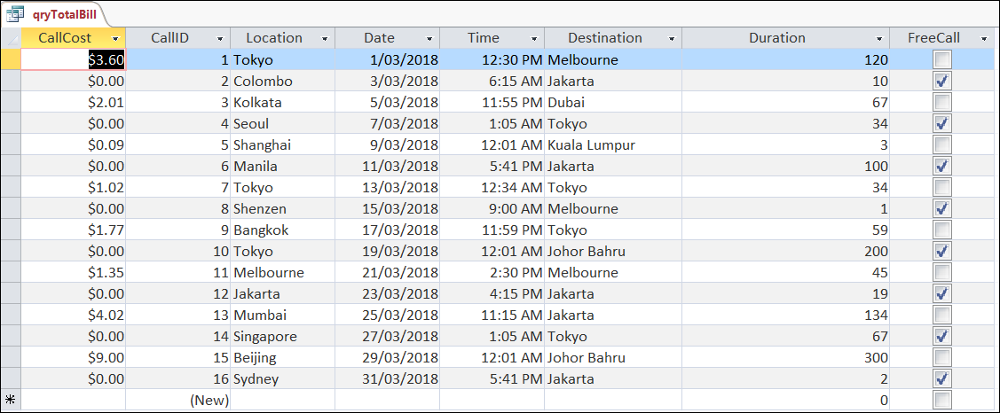 qryTotalBill
CallCost CallID Location Date Time Destination Duration FreeCall
$3.60 1 Tokyo 1/03/2018 12:30 PM Melbourne 120
$0.00 2 Colombo 3/03/2018 6:15 AM Jakarta 10
$2.01 3 Kolkata 5/03/2018 11:55 PM Dubai 67
$0.00 4 Seoul 7/03/2018 1:05 AM Tokyo 34
$0.09 5 Shanghai 9/03/2018 12:01 AM Kuala Lumpur 3
$0.00 6 Manila 11/03/2018 5:41 PM Jakarta 100
$1.02 7 Tokyo 13/03/2018 12:34 AM Tokyo 34
$0.00 8 Shenzen 15/03/2018 9:00 AM Melbourne 1
$1.77 9 Bangkok 17/03/2018 11:59 PM Tokyo 59
$0.00 10 Tokyo 19/03/2018 12:01 AM Johor Bahru 200
$1.35 11 Melbourne 21/03/2018 2:30 PM Melbourne 45
$0.00 12 Jakarta 23/03/2018 4:15 PM Jakarta 19
$4.02 13 Mumbai 25/03/2018 11:15 AM Jakarta 134
$0.00 14 Singapore 27/03/2018 1:05 AM Tokyo 67
$9.00 15 Beijing 29/03/2018 12:01 AM Johor Bahru 300
$0.00 16 Sydney 31/03/2018 5:41 PM Jakarta 2
(New) 0